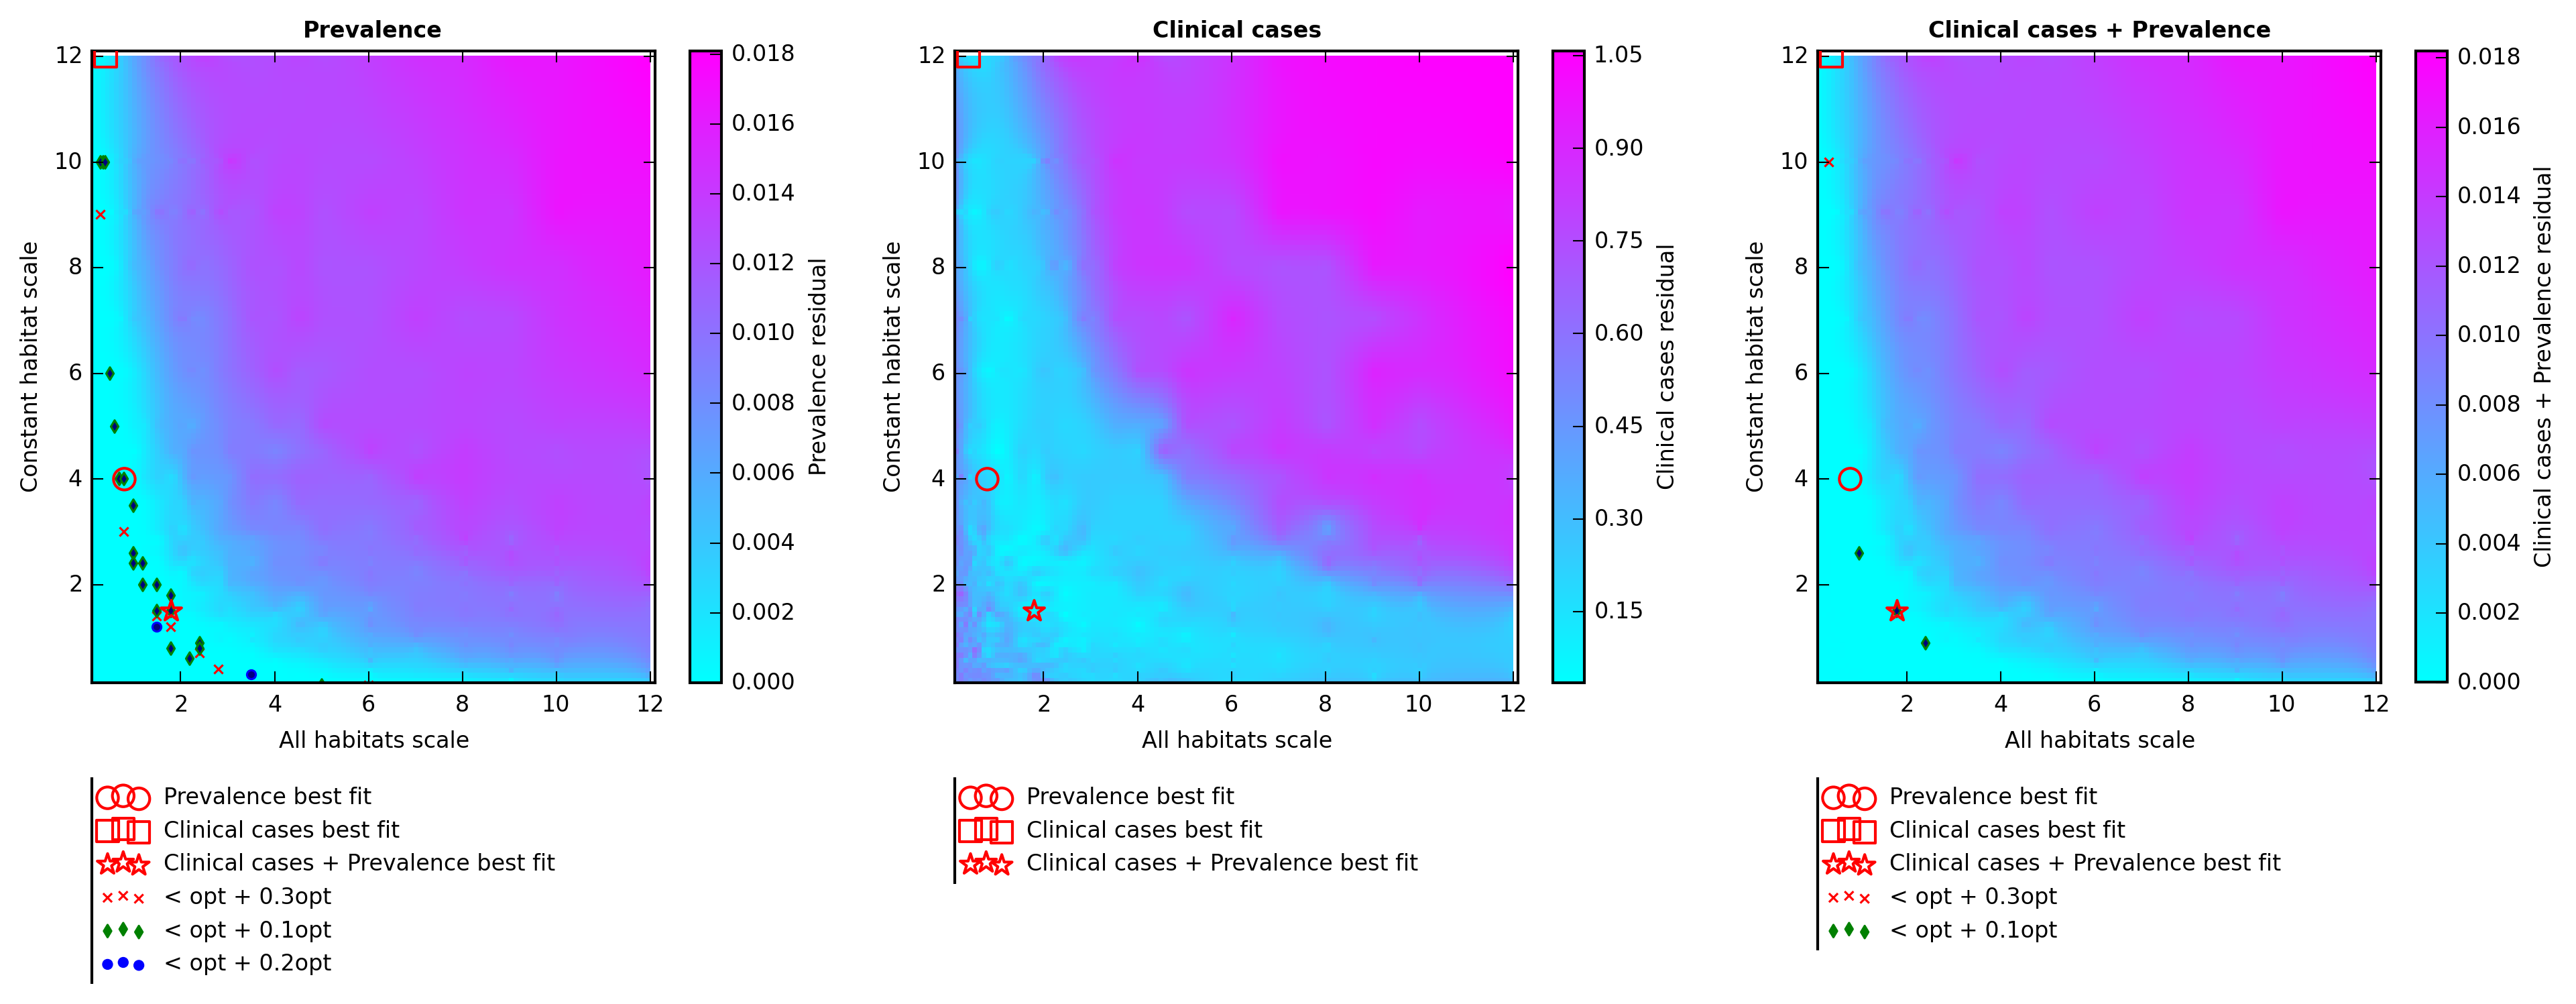 Prevalence
12
10
8
6
4
2
Constant habitat scale
2 4 6 8 10 12
All habitats scale
0.018
0.016
0.014
0.012
0.010
0.008
0.006
0.004
0.002
0.000
Prevalence residual
Prevalence best fit
Clinical cases best fit
Clinical cases + Prevalence best fit
< opt + 0.3opt
< opt + 0.1opt
< opt + 0.2opt
Clinical cases
12
10
8
6
4
2
Constant habitat scale
2 4 6 8 10 12
All habitats scale
1.05
0.90
0.75
0.60
0.45
0.30
0.15
Clinical cases residual
Prevalence best fit
Clinical cases best fit
Clinical cases + Prevalence best fit
Clinical cases + Prevalence
12
10
8
6
4
2
Constant habitat scale
2 4 6 8 10 12
All habitats scale
0.018
0.016
0.014
0.012
0.010
0.008
0.006
0.004
0.002
0.000
Clinical cases + Prevalence residual
Prevalence best fit
Clinical cases best fit
Clinical cases + Prevalence best fit
< opt + 0.3opt
< opt + 0.1opt